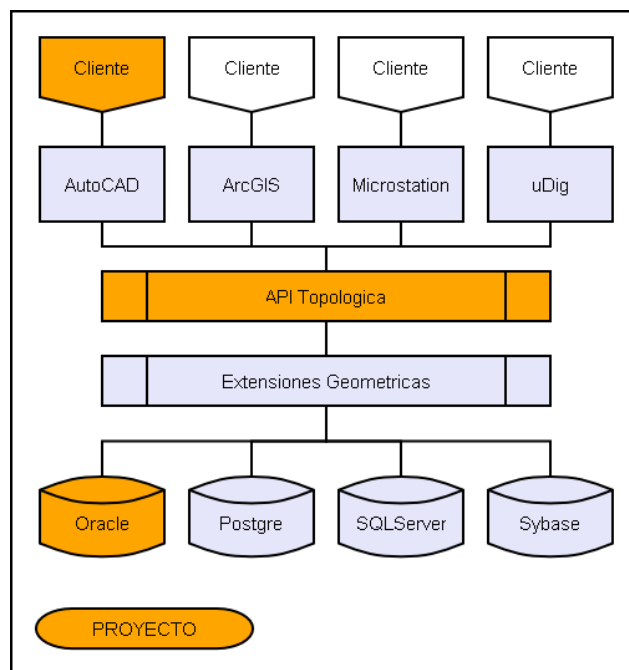 Cliente
Cliente
Cliente
Cliente
AutoCAD
ArcGIS
Microstation
uDig
API Topologica
Extensiones Geometricas
Oracle
Postgre
SQLServer
Sybase
PROYECTO